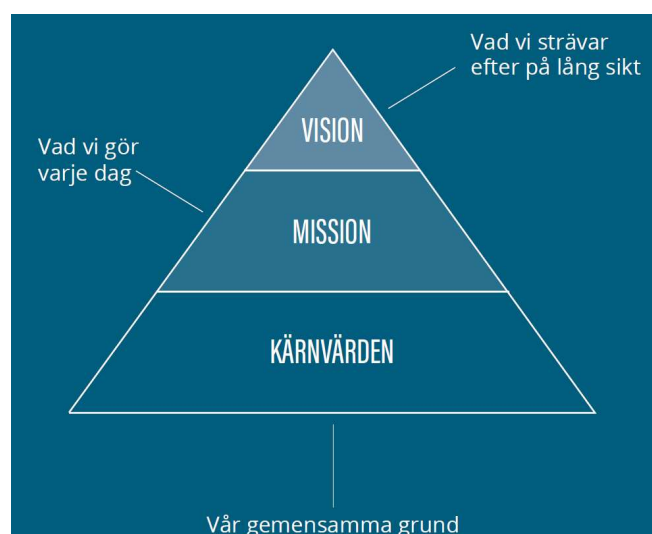 Vad vi strävar
efter på lång sikt
VISION
Vad vi gör
varje dag
MISSION
KÄRNVÄRDEN
Vår gemensamma grund